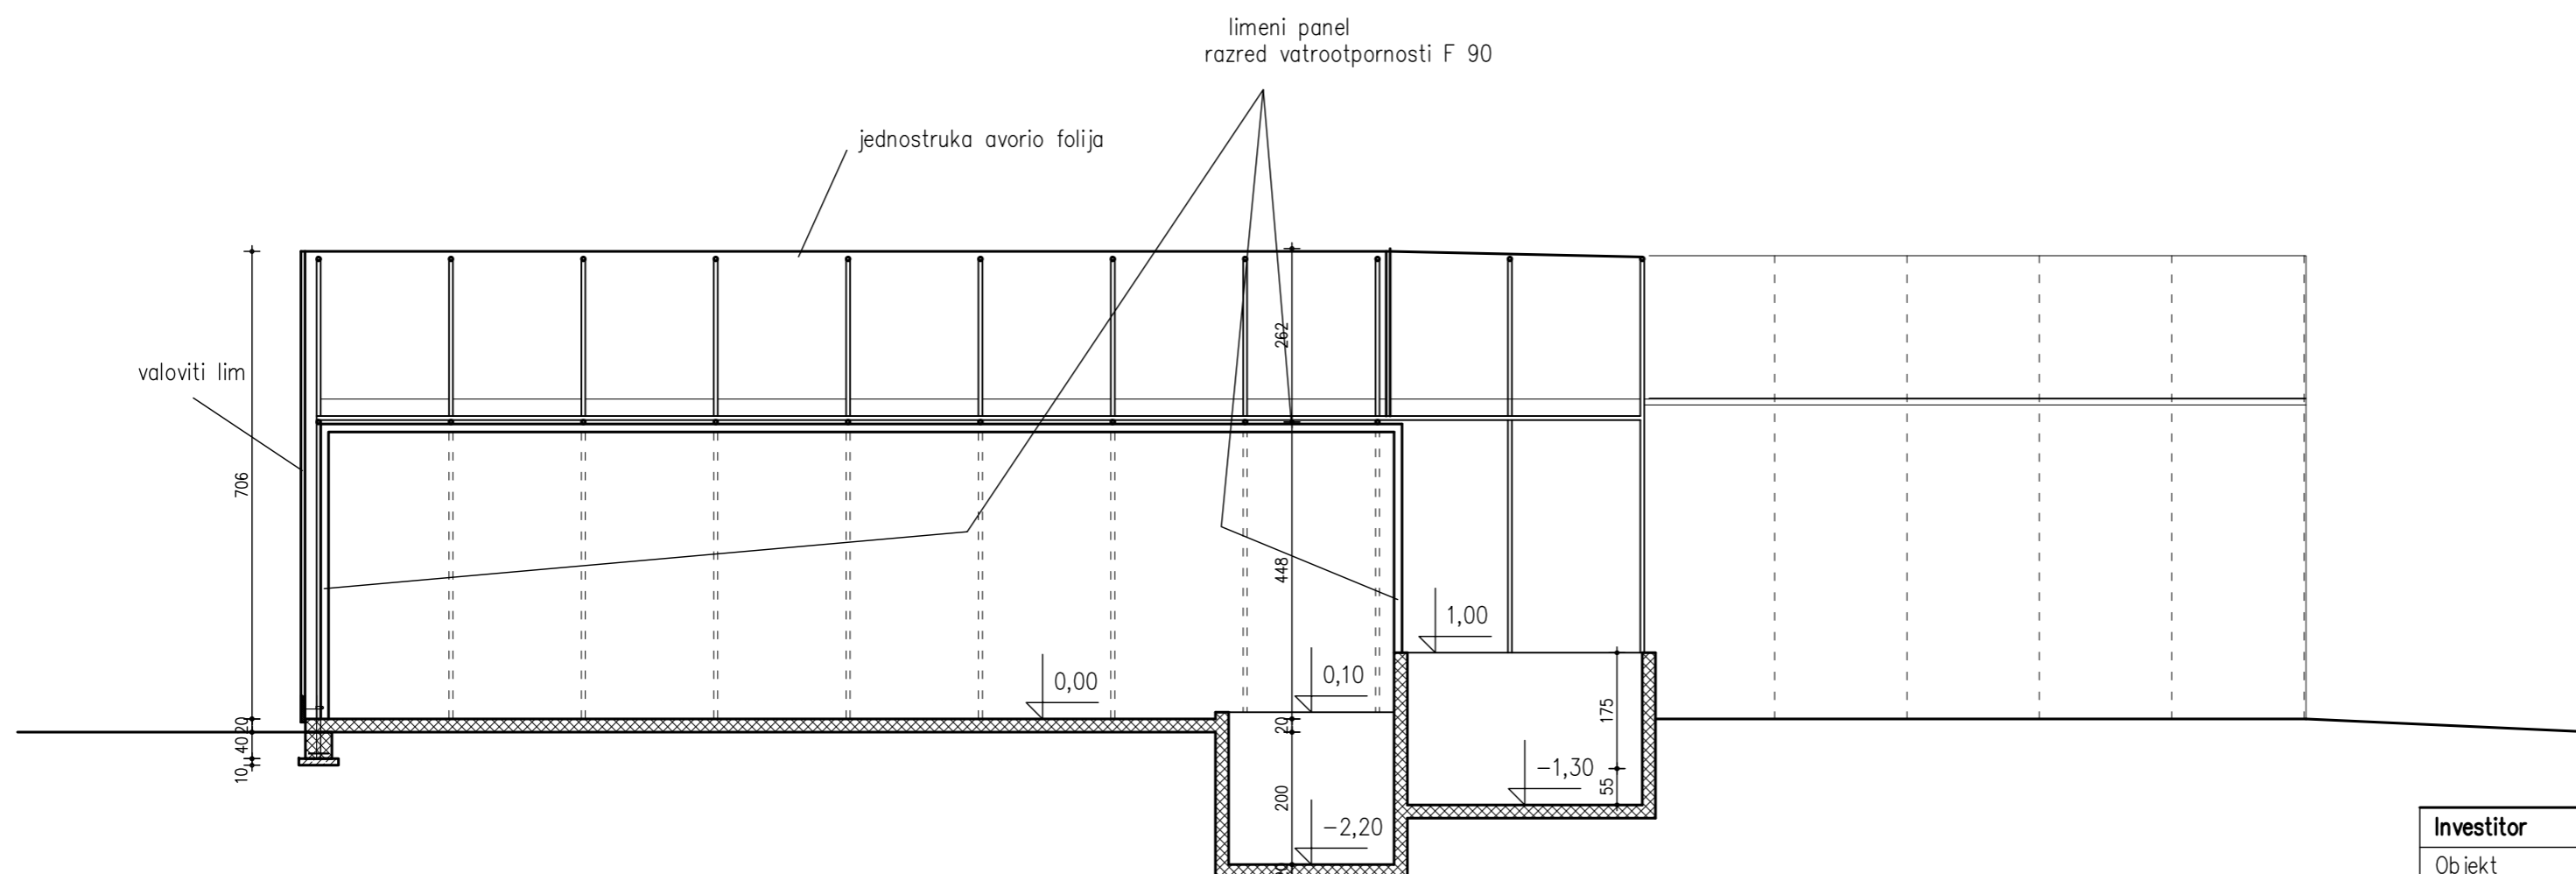 limeni panel
razred vatrootpornosti F 90
jednostruka avorio folija
valoviti lim
262
706
448
1,00
0,00
0,10
175
20
40
10
20
-1,30
55
200
-2,20
Investitor
Objekt